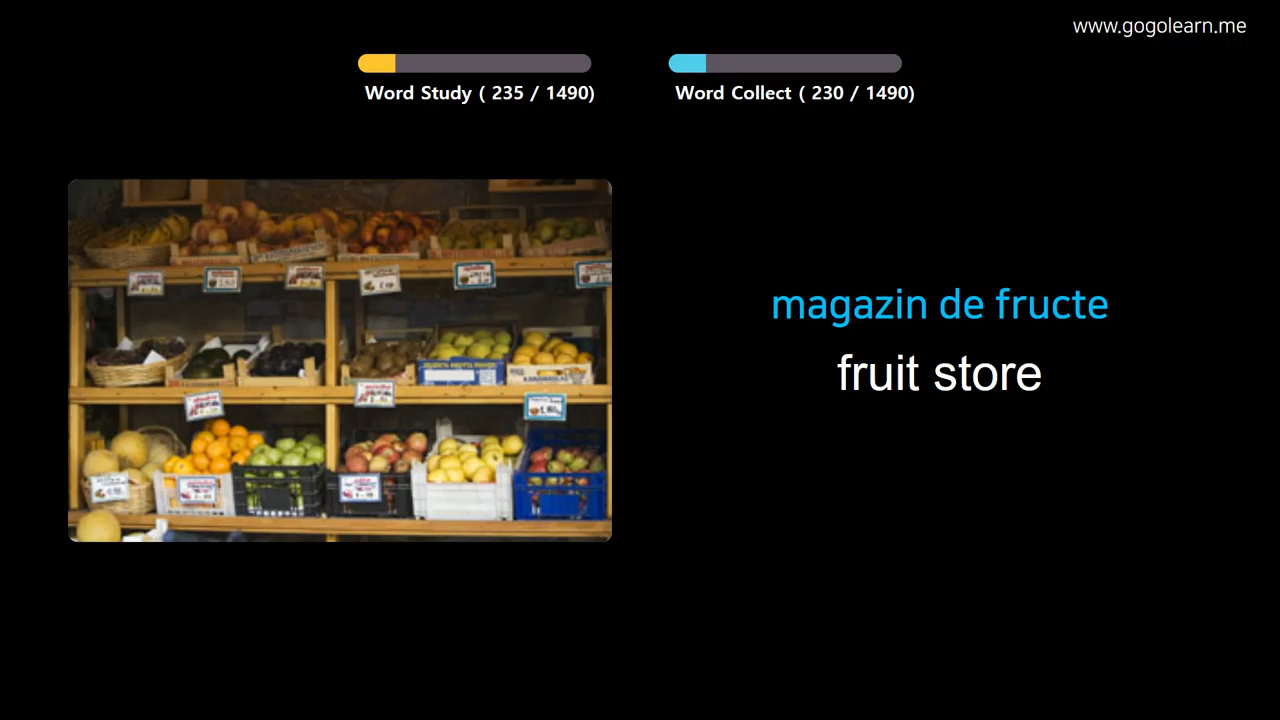 www.gogolearn.me
Word Study ( 235 / 1490)
Word Collect ( 230 / 1490)
magazin de fructe
fruit store